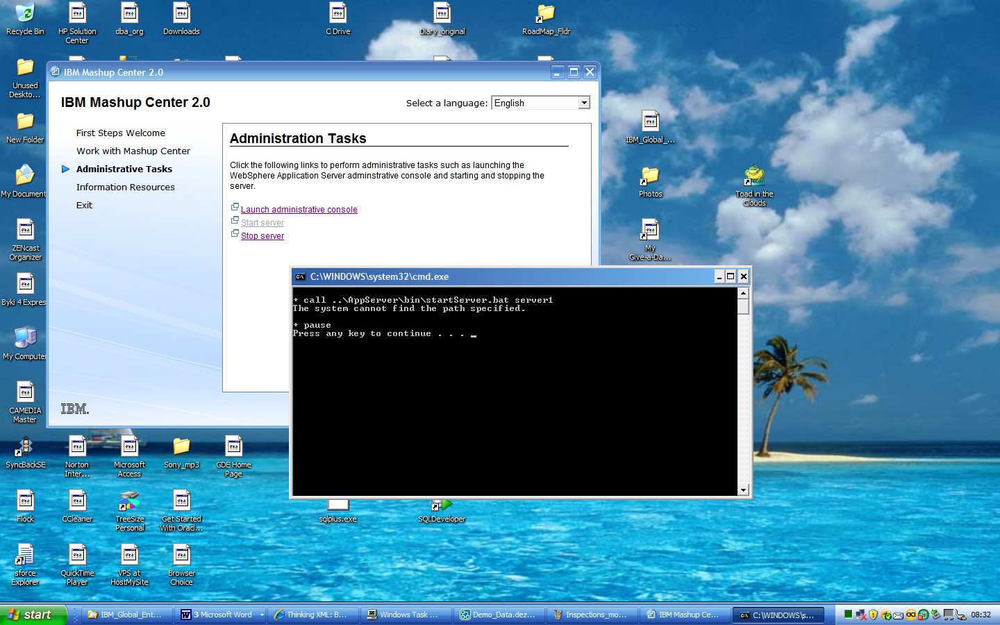 Recycle Bin
HP Solution
Center
dba_org
Downloads
C Drive
Diary_original
RoadMap_Fldr
Unused
Deskto...
New Folder
My Document
ZENcast
Organizer
Byki 4 Expres
My Computer
CAMEDIA
Master
IBM Mashup Center 2.0
IBM Mashup Center 2.0
Select a language:
English
First Steps Welcome
Work with Mashup Center
Administrative Tasks
Information Resources
Exit
IBM.
Administration Tasks
Click the following links to perform administrative tasks such as launching the
WebSphere Application Server adminstrative console and starting and stopping the
server.
Launch administrative console
Start server
Stop server
IBM_Global_...
Photos
Toad in the
Clouds
My
Give-a-Da...
C:\WINDOWS\system32\cmd.exe
+ call ..\AppServer\bin\startServer.bat server1
The system cannot find the path specified.
+ pause
Press any key to continue . . . _
SyncBackSE
Norton
Inter...
Microsoft
Access
Sony_mp3
GDE Home
Page
Flock
CCleaner
TreeSize
Personal
Get Started
With Oracl...
sqlplus.exe
SQLDeveloper
sforce
Explorer
QuickTime
Player
VPS at
HostMySite
Browser
Choice
start
IBM_Global_Ent...
3 Microsoft Word
Thinking XML: B...
Windows Task ...
Demo_Data.dez...
Inspections_mo...
IBM Mashup Ce...
C:\WINDOWS\s...
08:32